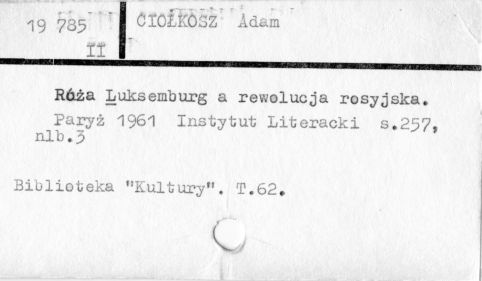 19 785
II
CIOŁKOSZ Adam
Róża Luksemburg a rewolucja rosyjska.
Paryż 1961 Instytut Literacki s.257,
nlb.3
Biblioteka "Kultury". T.62.